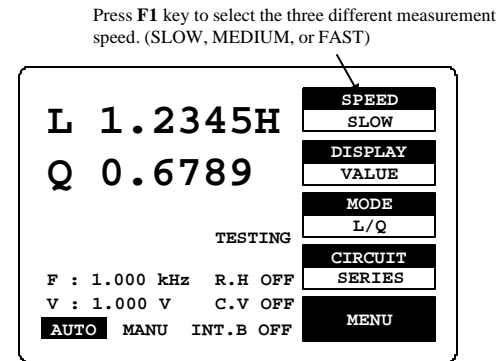 Press F1 key to select the three different measurement
speed. (SLOW, MEDIUM, or FAST)
L 1.2345H
Q 0.6789
TESTING
F : 1.000 kHz R.H OFF
V : 1.000 V C.V OFF
AUTO MANU INT.B OFF
SPEED
SLOW
DISPLAY
VALUE
MODE
L/Q
CIRCUIT
SERIES
MENU